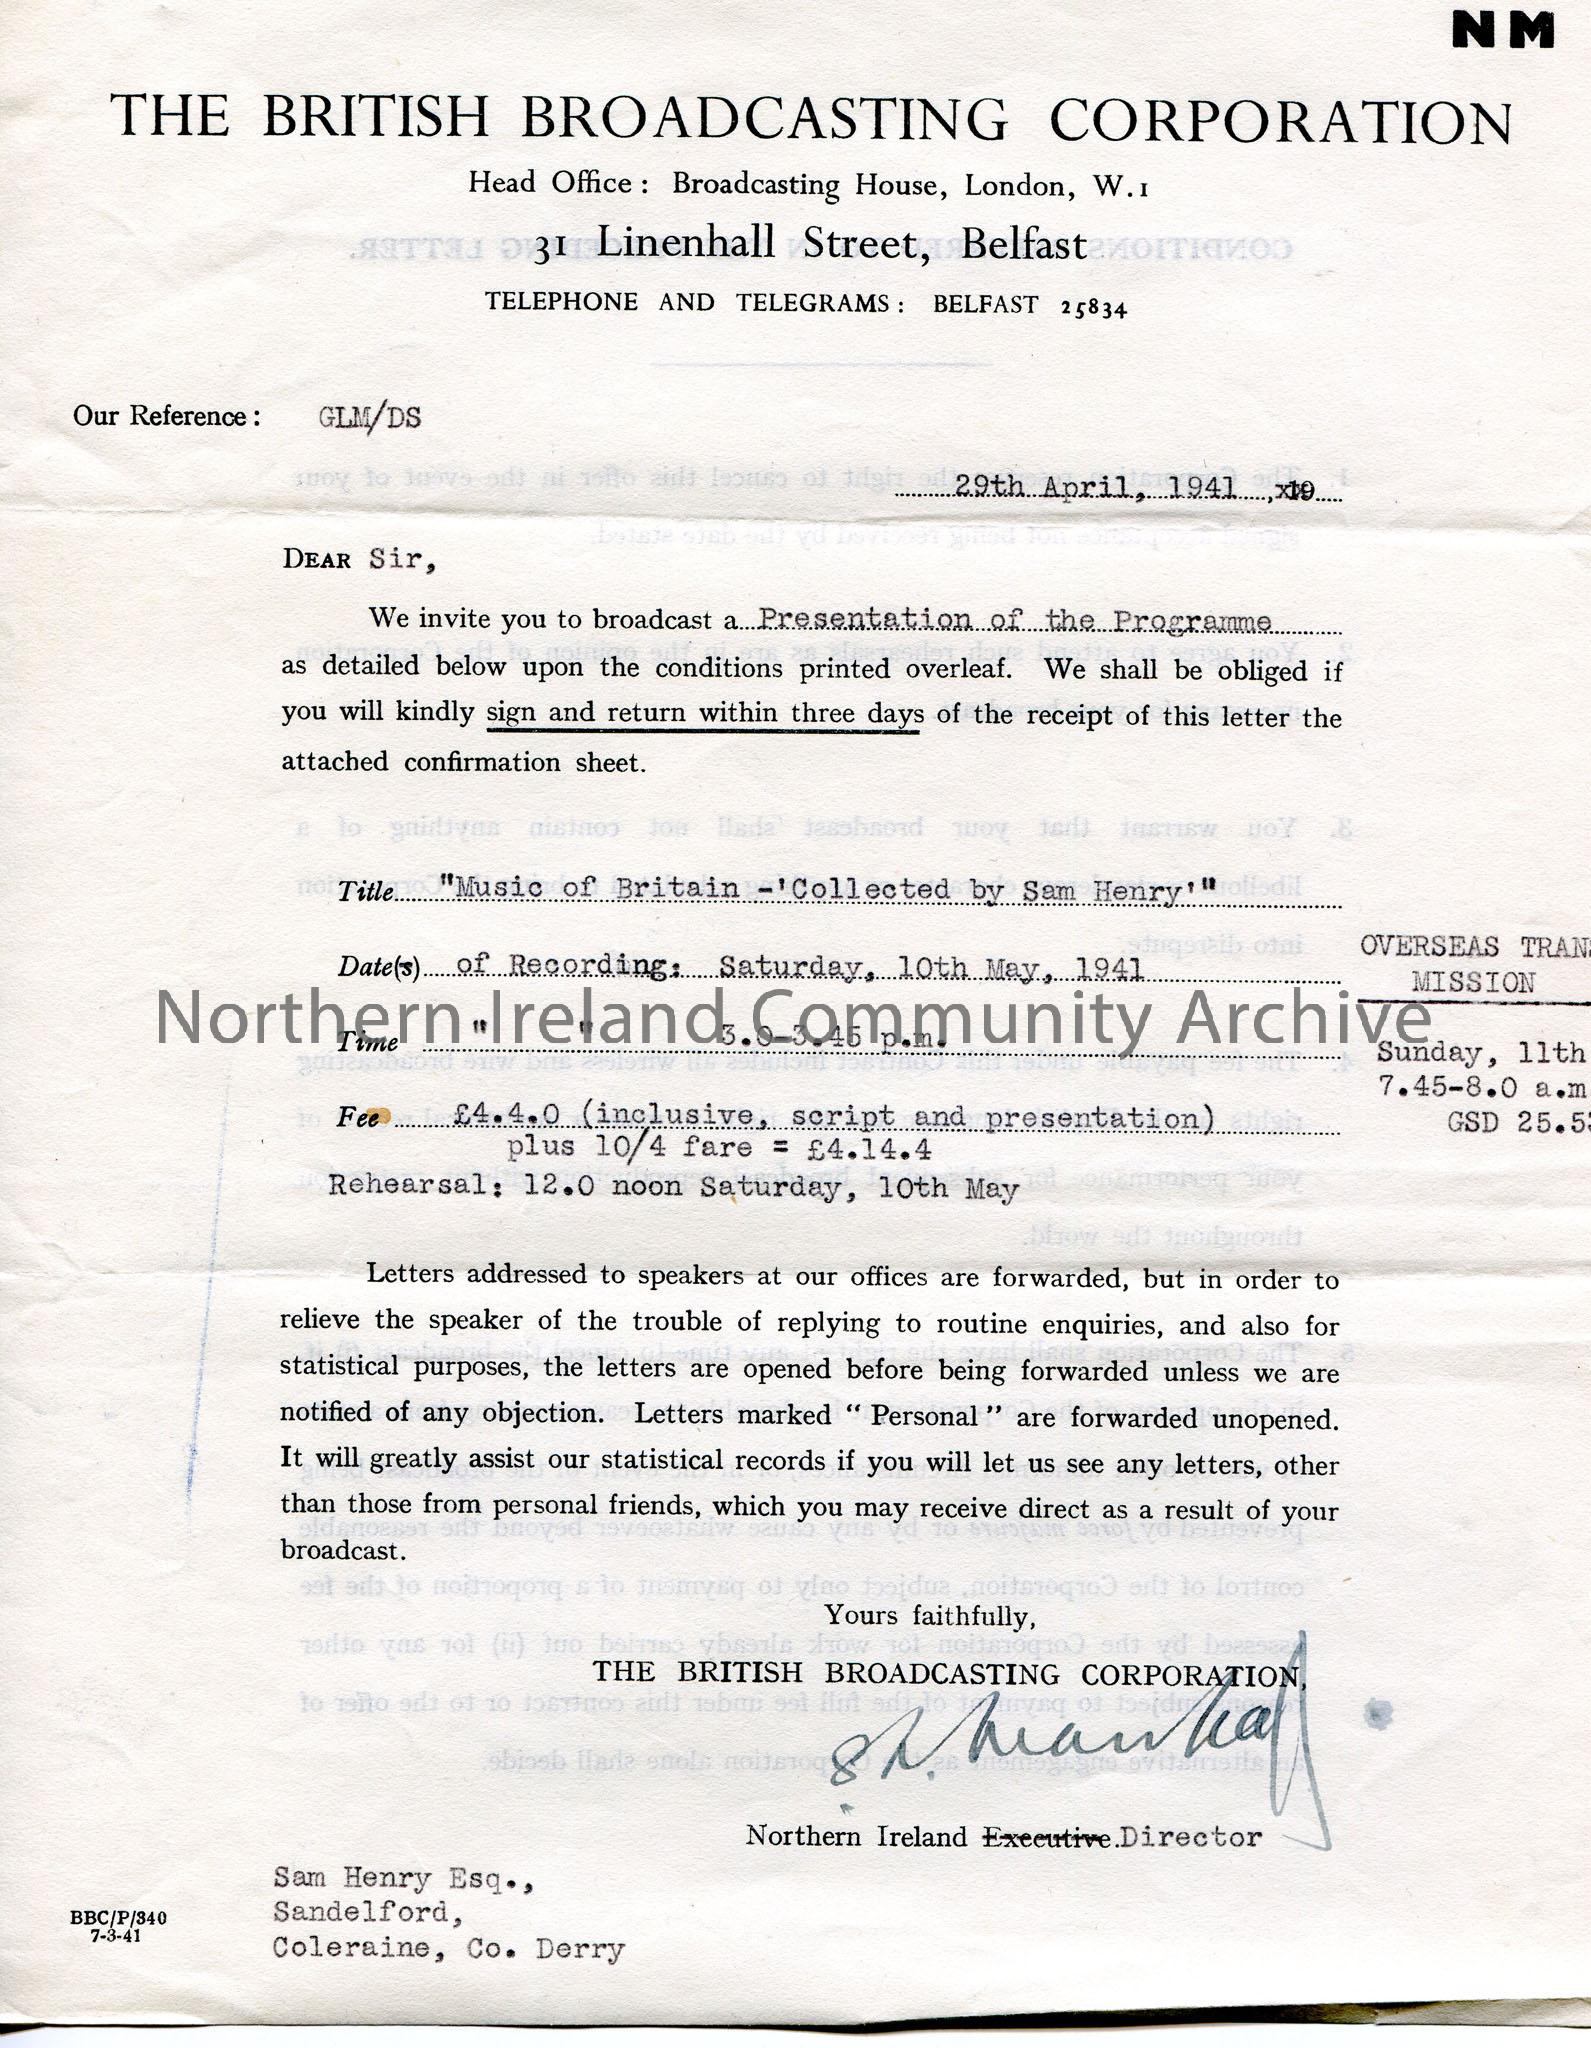 NM
THE BRITISH BROADCASTING CORPORATION
Head Office: Broadcasting House, London, W.1
31 Linenhall Street, Belfast
TELEPHONE AND TELEGRAMS: BELFAST 25834
Our Reference: GLM/DS
29th April, 1941, 19
DEAR Sir,
We invite you to broadcast a Presentation of the Programme
as detailed below upon the conditions printed overleaf. We shall be obliged if
you will kindly sign and return within three days of the receipt of this letter the
attached confirmation sheet.
Title "Music of Britain -'Collected by Sam Henry'"
Date(s) of Recording: Saturday, 10th May, 1941
OVERSEAS TRANS
MISSION
Northern Ireland Community Archive
Time " " 3.0-3.45 p.m.
Sunday, 11th
7.45-8.0 a.m
GSD 25.53
Fee £4.4.0 (inclusive, script and presentation)
plus 10/4 fare = £4.14.4
Rehearsal: 12.0 noon Saturday, 10th May
Letters addressed to speakers at our offices are forwarded, but in order to
relieve the speaker of the trouble of replying to routine enquiries, and also for
statistical purposes, the letters are opened before being forwarded unless we are
notified of any objection. Letters marked "Personal" are forwarded unopened.
It will greatly assist our statistical records if you will let us see any letters, other
than those from personal friends, which you may receive direct as a result of your
broadcast.
Yours faithfully,
THE BRITISH BROADCASTING CORPORATION,
Northern Ireland Executive. Director
Sam Henry Esq.,
Sandelford,
Coleraine, Co. Derry
BBC/P/340
7-3-41